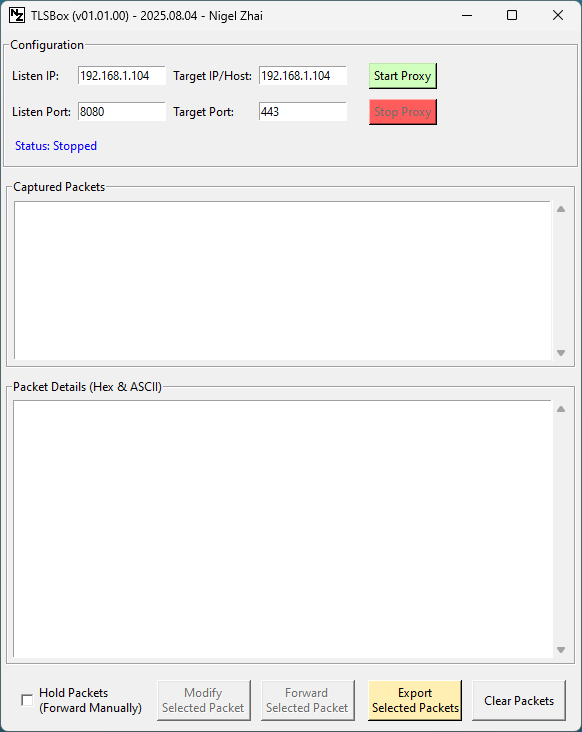 NZ TLSBox (v01.01.00) - 2025.08.04 - Nigel Zhai
Configuration
Listen IP: 192.168.1.104 Target IP/Host: 192.168.1.104 Start Proxy
Listen Port: 8080 Target Port: 443 Stop Proxy
Status: Stopped
Captured Packets
Packet Details (Hex & ASCII)
Hold Packets
(Forward Manually)
Modify
Selected Packet
Forward
Selected Packet
Export
Selected Packets
Clear Packets